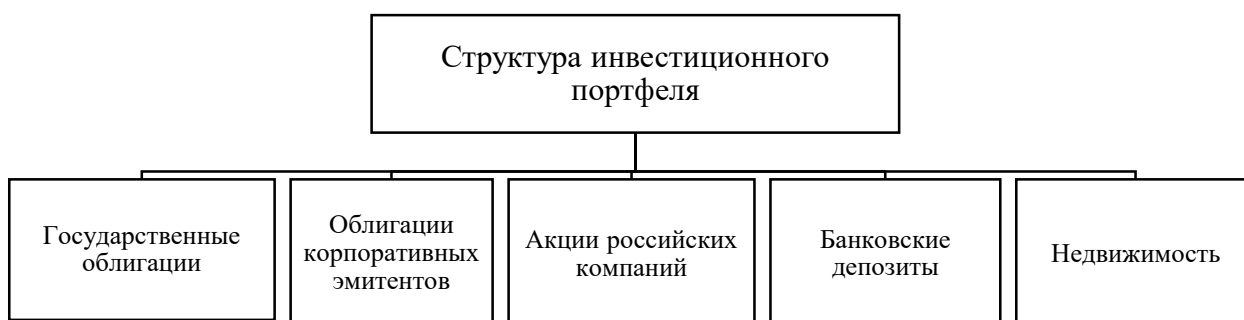 Структура инвестиционного
портфеля
Государственные
облигации
Облигации
корпоративных
эмитентов
Акции российских
компаний
Банковские
депозиты
Недвижимость